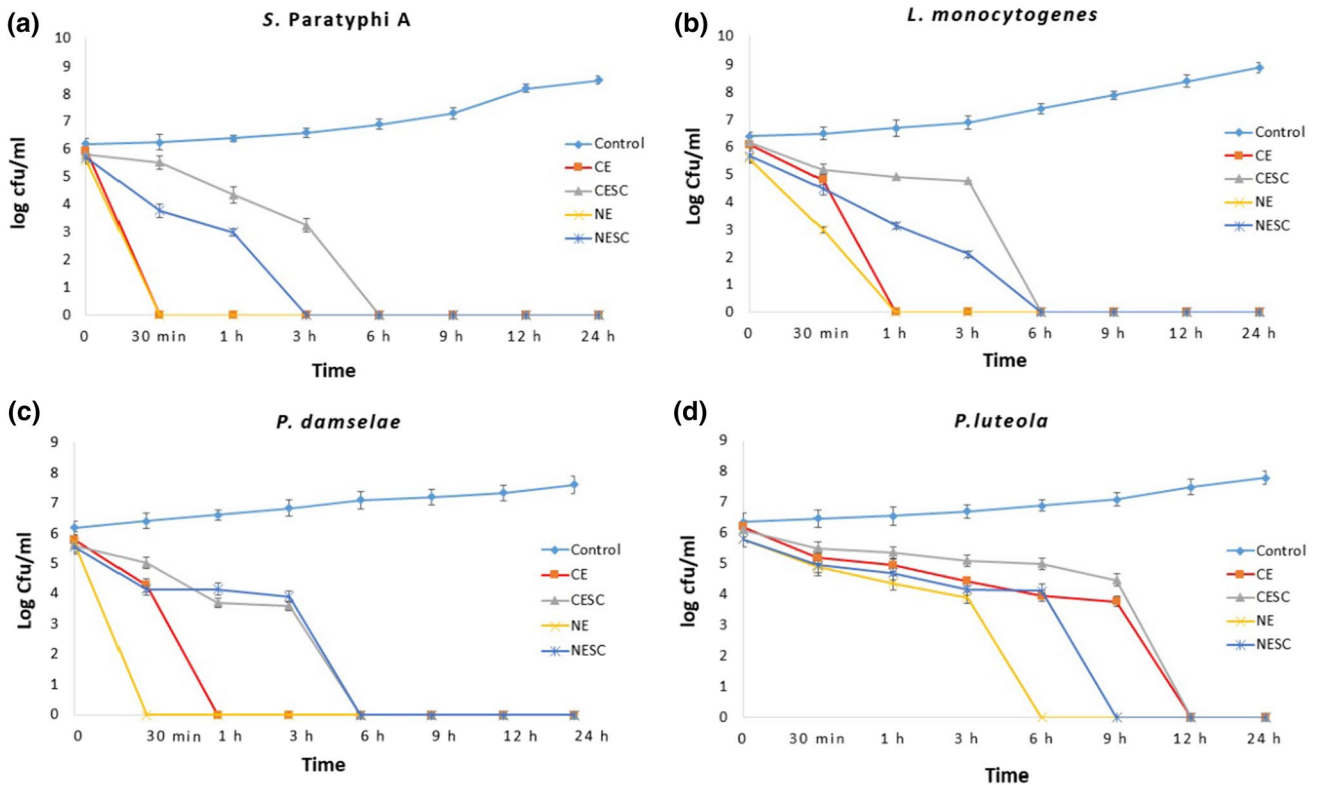 (a)
S. Paratyphi A
10
9
8
7
6
5
4
3
2
1
0
log cfu/ml
0 30 min 1 h 3 h 6 h 9 h 12 h 24 h
Time
Control
CE
CESC
NE
NESC
(b)
L. monocytogenes
10
9
8
7
6
5
4
3
2
1
0
Log Cfu/ml
0 30 min 1 h 3 h 6 h 9 h 12 h 24 h
Time
Control
CE
CESC
NE
NESC
(c)
P. damselae
9
8
7
6
5
4
3
2
1
0
Log Cfu/ml
0 30 min 1 h 3 h 6 h 9 h 12 h 24 h
Time
Control
CE
CESC
NE
NESC
(d)
P.luteola
9
8
7
6
5
4
3
2
1
0
log cfu/ml
0 30 min 1 h 3 h 6 h 9 h 12 h 24 h
Time
Control
CE
CESC
NE
NESC